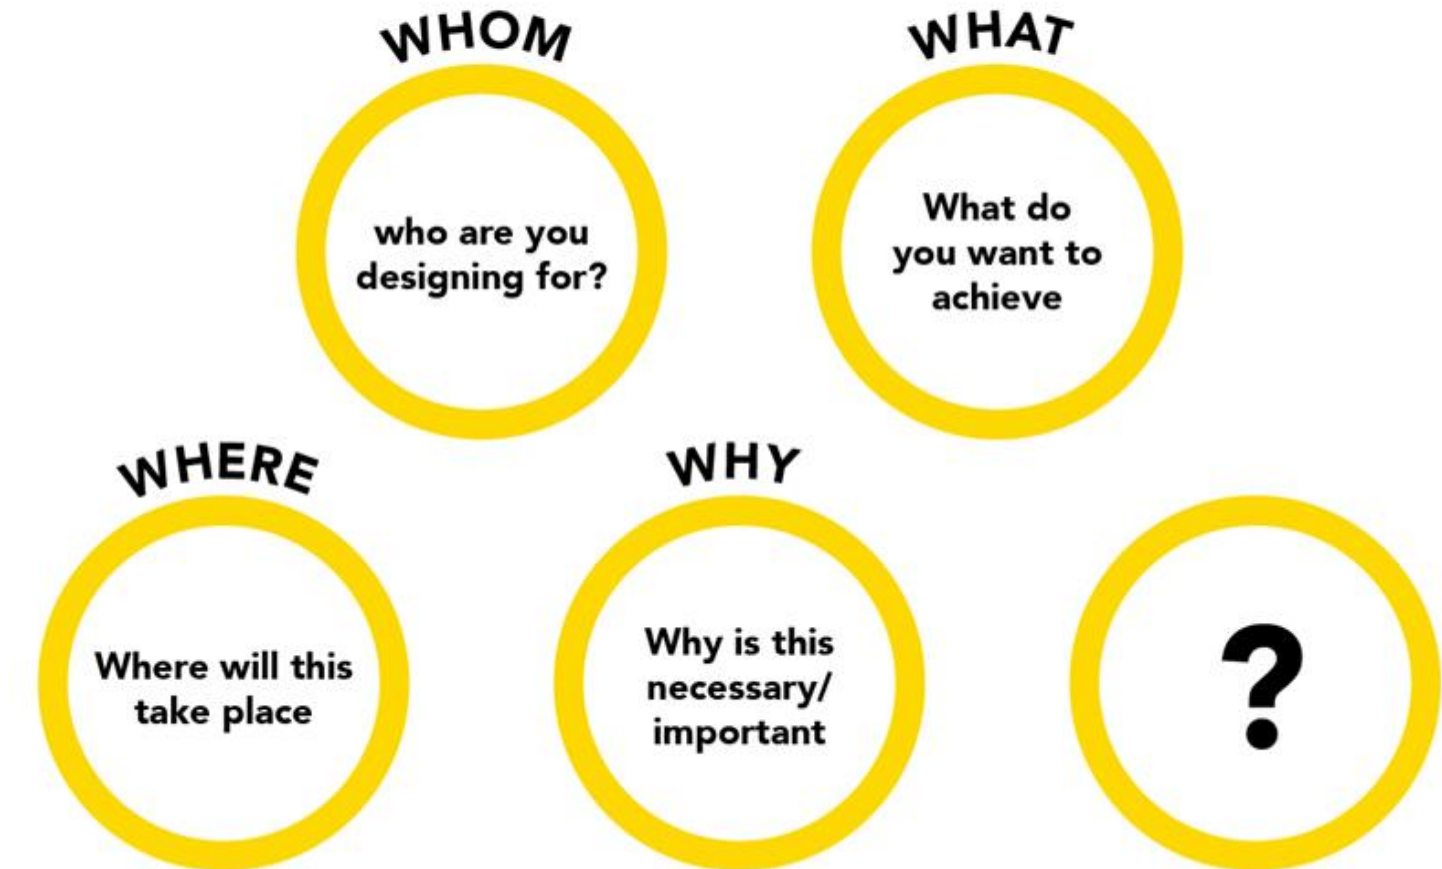 WHOM
who are you
designing for?
WHAT
What do
you want to
achieve
WHERE
Where will this
take place
WHY
Why is this
necessary/
important
?